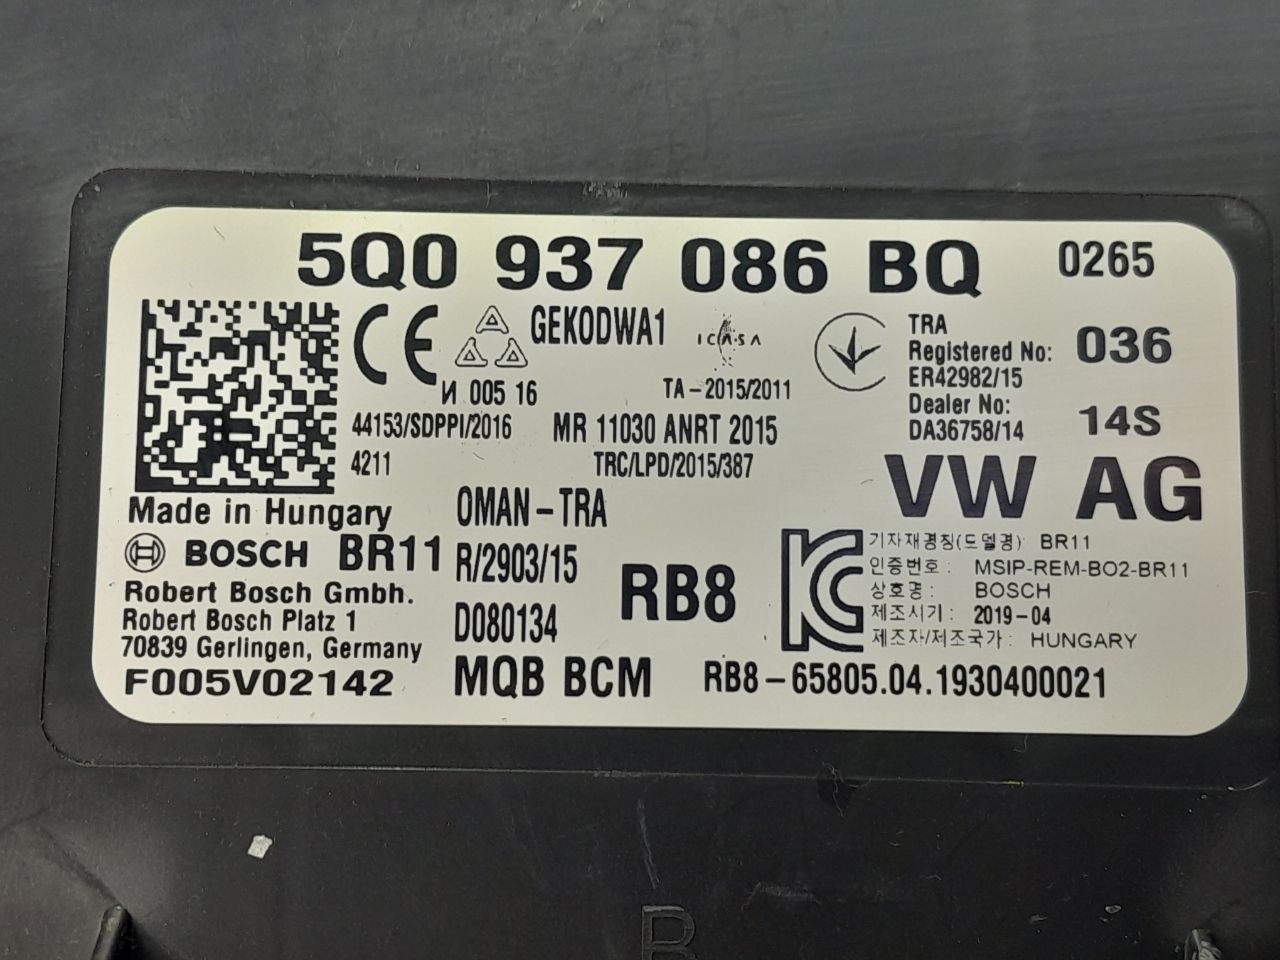 5Q0 937 086 BQ 0265
CE GEKODWA1 ICASA TRA
Registered No: 036
И 005 16 TA-2015/2011 ER42982/15
44153/SDPPI/2016 MR 11030 ANRT 2015 Dealer No: 14S
DA36758/14
4211 TRC/LPD/2015/387 VW AG
Made in Hungary OMAN-TRA
BOSCH BR11 R/2903/15 RB8
Robert Bosch Gmbh.
Robert Bosch Platz 1 D080134
70839 Gerlingen, Germany
F005V02142 MQB BCM RB8-65805.04.1930400021
기자재명칭(모델명): BR11
인증번호: MSIP-REM-BO2-BR11
상호명: BOSCH
제조시기: 2019-04
제조자/제조국가: HUNGARY